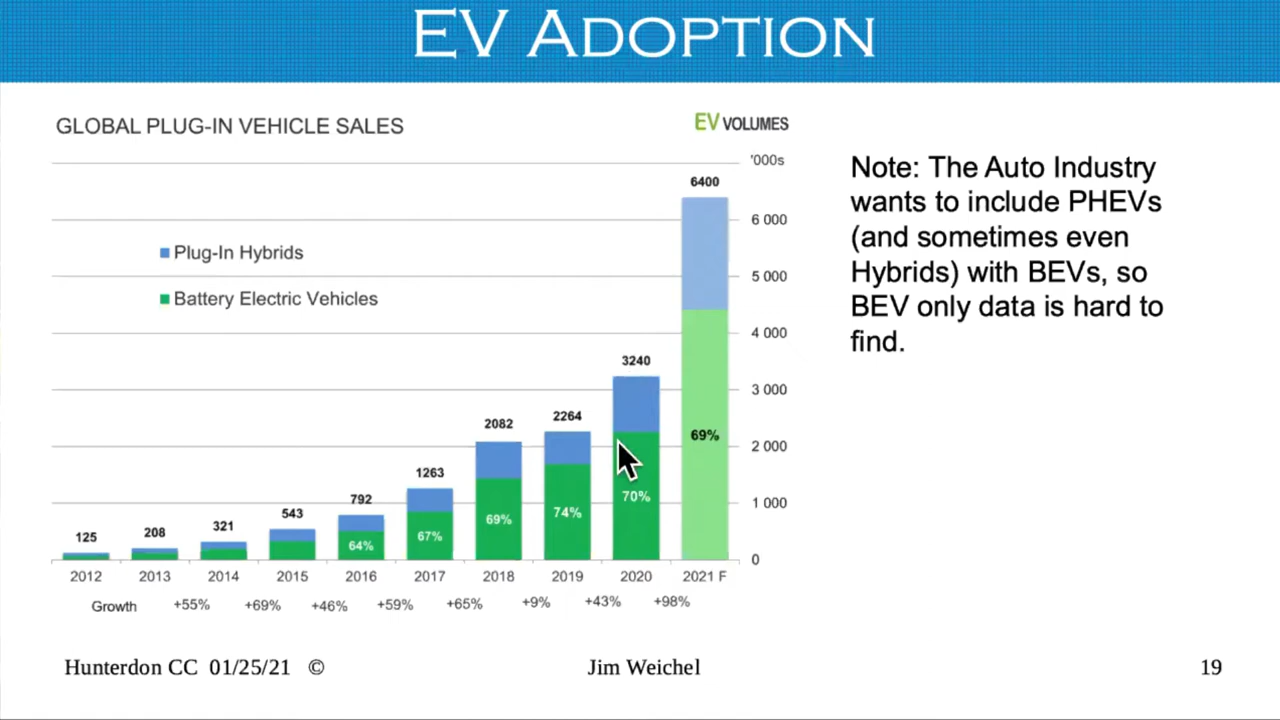 EV ADOPTION
GLOBAL PLUG-IN VEHICLE SALES
EV VOLUMES
'000s
6400
6 000
Plug-In Hybrids
5 000
Battery Electric Vehicles
4 000
3240
3 000
2264
2082
69%
2 000
1263
1 000
792
70%
74%
69%
543
321
208
125
67%
64%
0
2012 2013 2014 2015 2016 2017 2018 2019 2020 2021 F
Growth +55% +69% +46% +59% +65% +9% +43% +98%
Note: The Auto Industry
wants to include PHEVs
(and sometimes even
Hybrids) with BEVs, so
BEV only data is hard to
find.
Hunterdon CC 01/25/21 ©
Jim Weichel
19